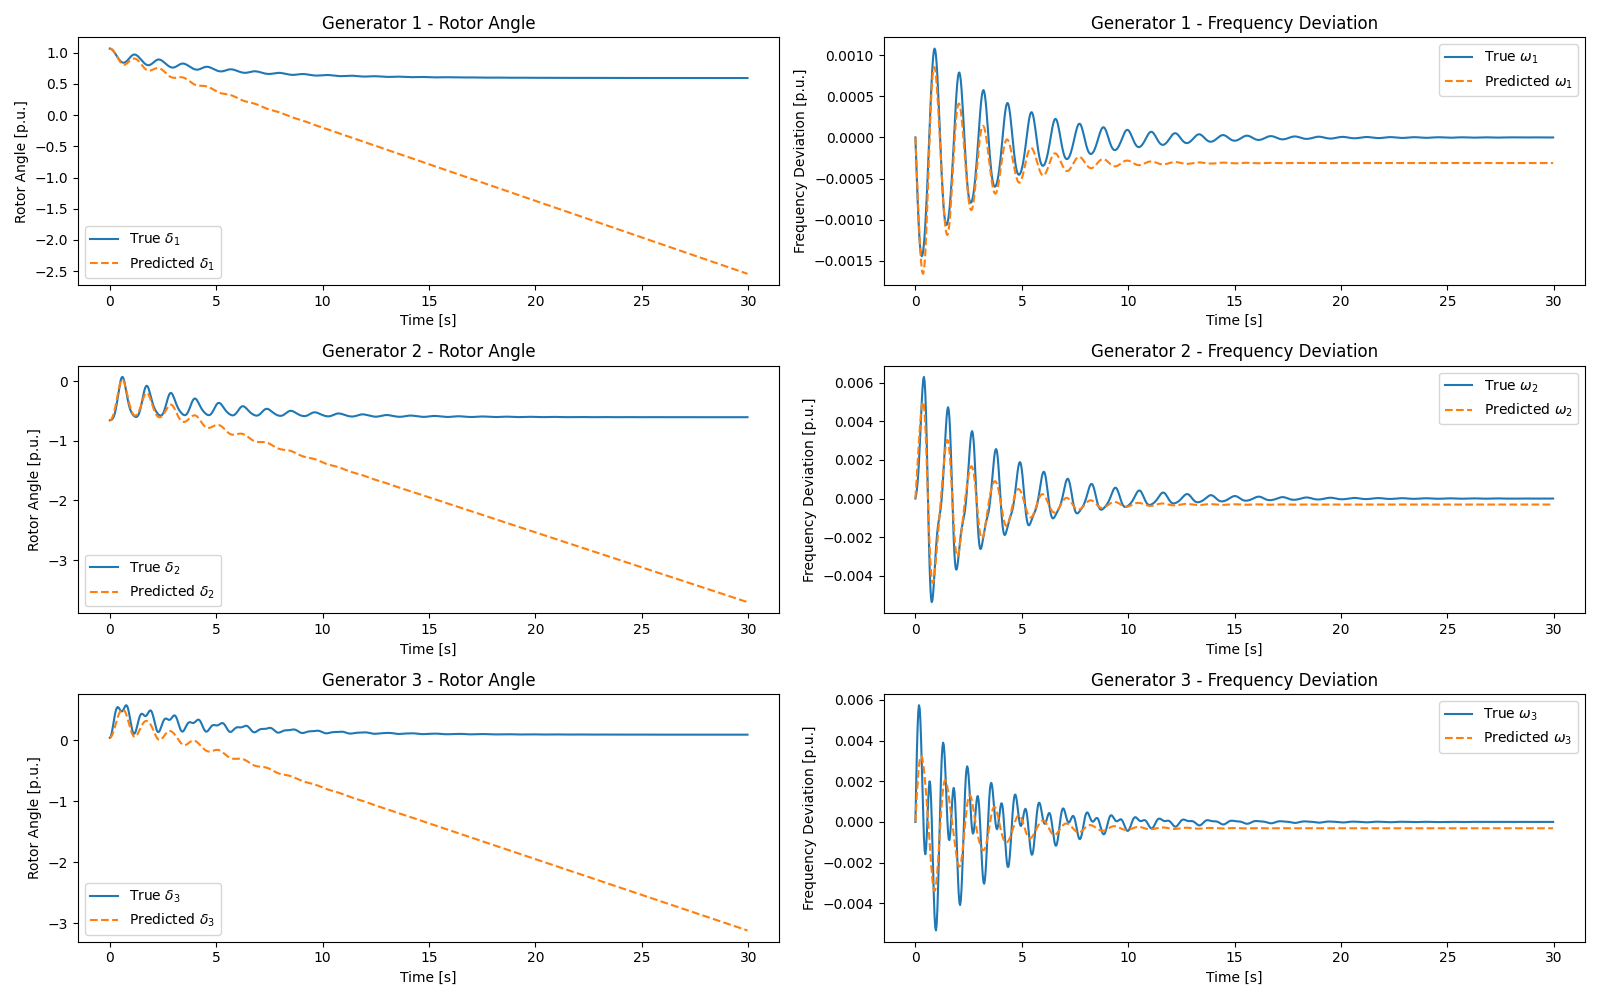 Generator 1 - Rotor Angle
Rotor Angle [p.u.]
1.0
0.5
0.0
−0.5
−1.0
−1.5
−2.0
−2.5
True δ₁
Predicted δ₁
0 5 10 15 20 25 30
Time [s]
Generator 1 - Frequency Deviation
Frequency Deviation [p.u.]
0.0010
0.0005
0.0000
−0.0005
−0.0010
−0.0015
True ω₁
Predicted ω₁
0 5 10 15 20 25 30
Time [s]
Generator 2 - Rotor Angle
Rotor Angle [p.u.]
0
−1
−2
−3
True δ₂
Predicted δ₂
0 5 10 15 20 25 30
Time [s]
Generator 2 - Frequency Deviation
Frequency Deviation [p.u.]
0.006
0.004
0.002
0.000
−0.002
−0.004
True ω₂
Predicted ω₂
0 5 10 15 20 25 30
Time [s]
Generator 3 - Rotor Angle
Rotor Angle [p.u.]
0
−1
−2
−3
True δ₃
Predicted δ₃
0 5 10 15 20 25 30
Time [s]
Generator 3 - Frequency Deviation
Frequency Deviation [p.u.]
0.006
0.004
0.002
0.000
−0.002
−0.004
True ω₃
Predicted ω₃
0 5 10 15 20 25 30
Time [s]